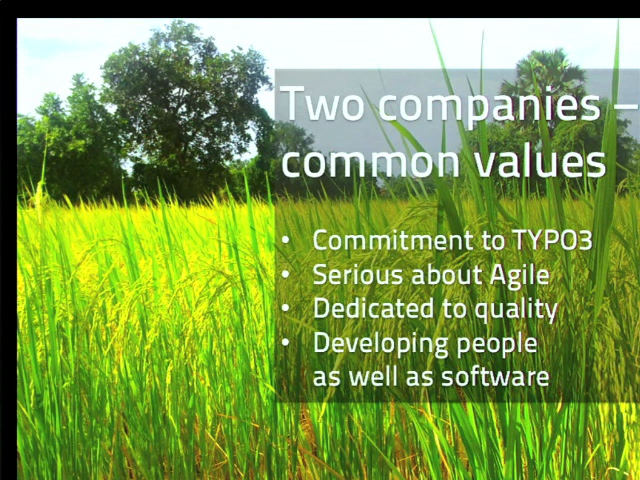 Two companies –
common values
• Commitment to TYPO3
• Serious about Agile
• Dedicated to quality
• Developing people
as well as software